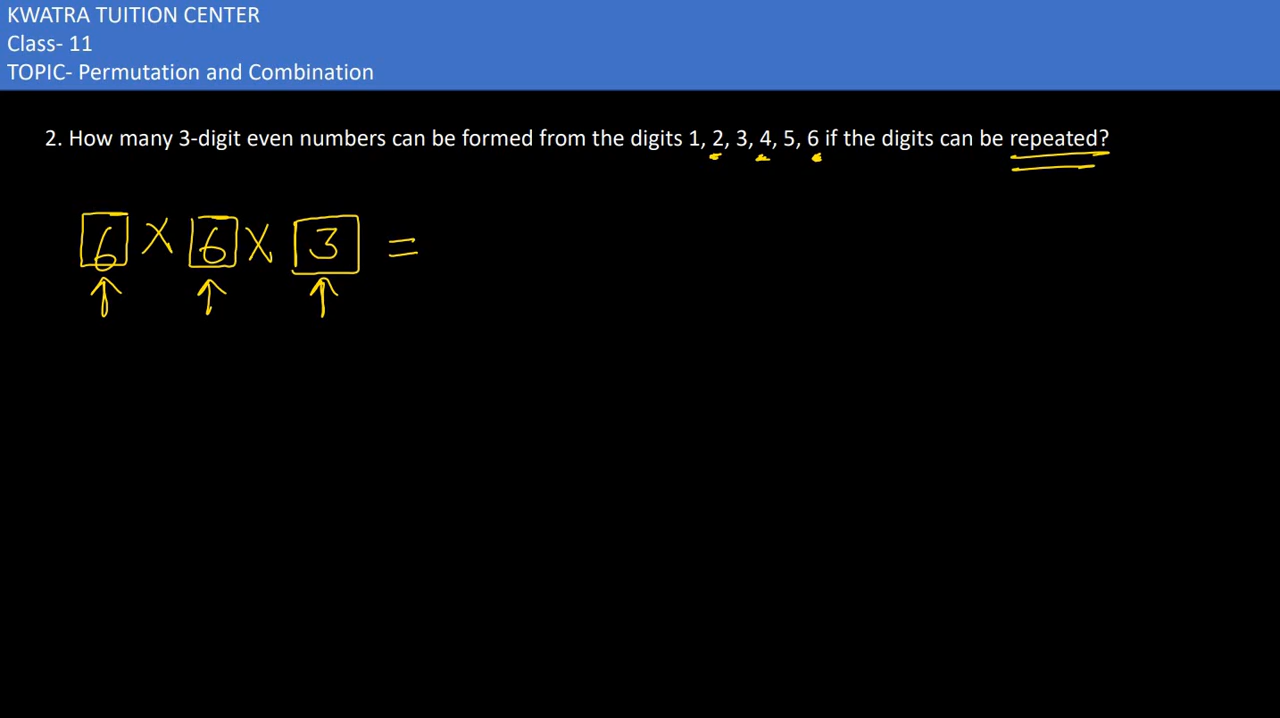 KWATRA TUITION CENTER
Class- 11
TOPIC- Permutation and Combination
2. How many 3-digit even numbers can be formed from the digits 1, 2, 3, 4, 5, 6 if the digits can be repeated?
6 × 6 × 3 =